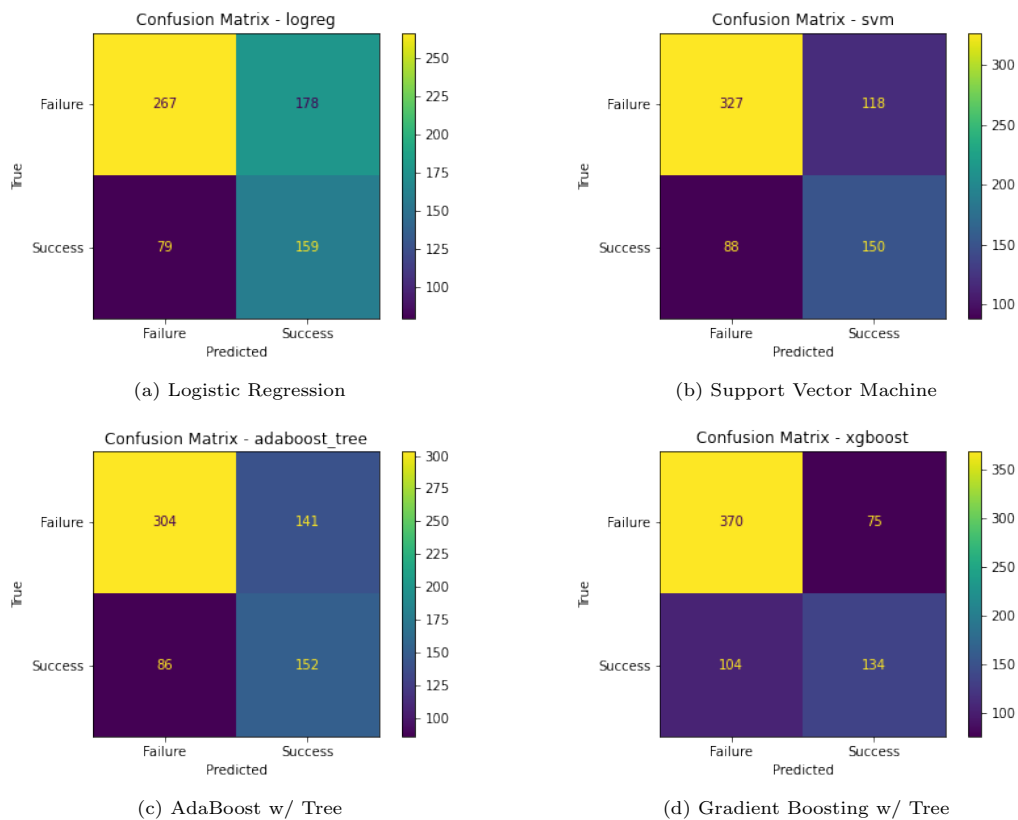 Confusion Matrix - logreg
Failure
267
178
Success
79
159
Failure
Success
Predicted
True
250
225
200
175
150
125
100
(a) Logistic Regression
Confusion Matrix - svm
Failure
327
118
Success
88
150
Failure
Success
Predicted
True
300
250
200
150
100
(b) Support Vector Machine
Confusion Matrix - adaboost_tree
Failure
304
141
Success
86
152
Failure
Success
Predicted
True
300
275
250
225
200
175
150
125
100
(c) AdaBoost w/ Tree
Confusion Matrix - xgboost
Failure
370
75
Success
104
134
Failure
Success
Predicted
True
350
300
250
200
150
100
(d) Gradient Boosting w/ Tree